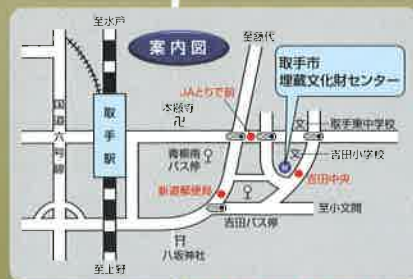 至水戸
案内図
至藤代
取手市
埋蔵文化財センター
JAとりで前
本願寺
卍
文
取手東中学校
国道六号線
取手駅
青柳南
バス停
文
吉田小学校
吉田中央
新道郵便局
吉田バス停
至小文間
八坂神社
至上野